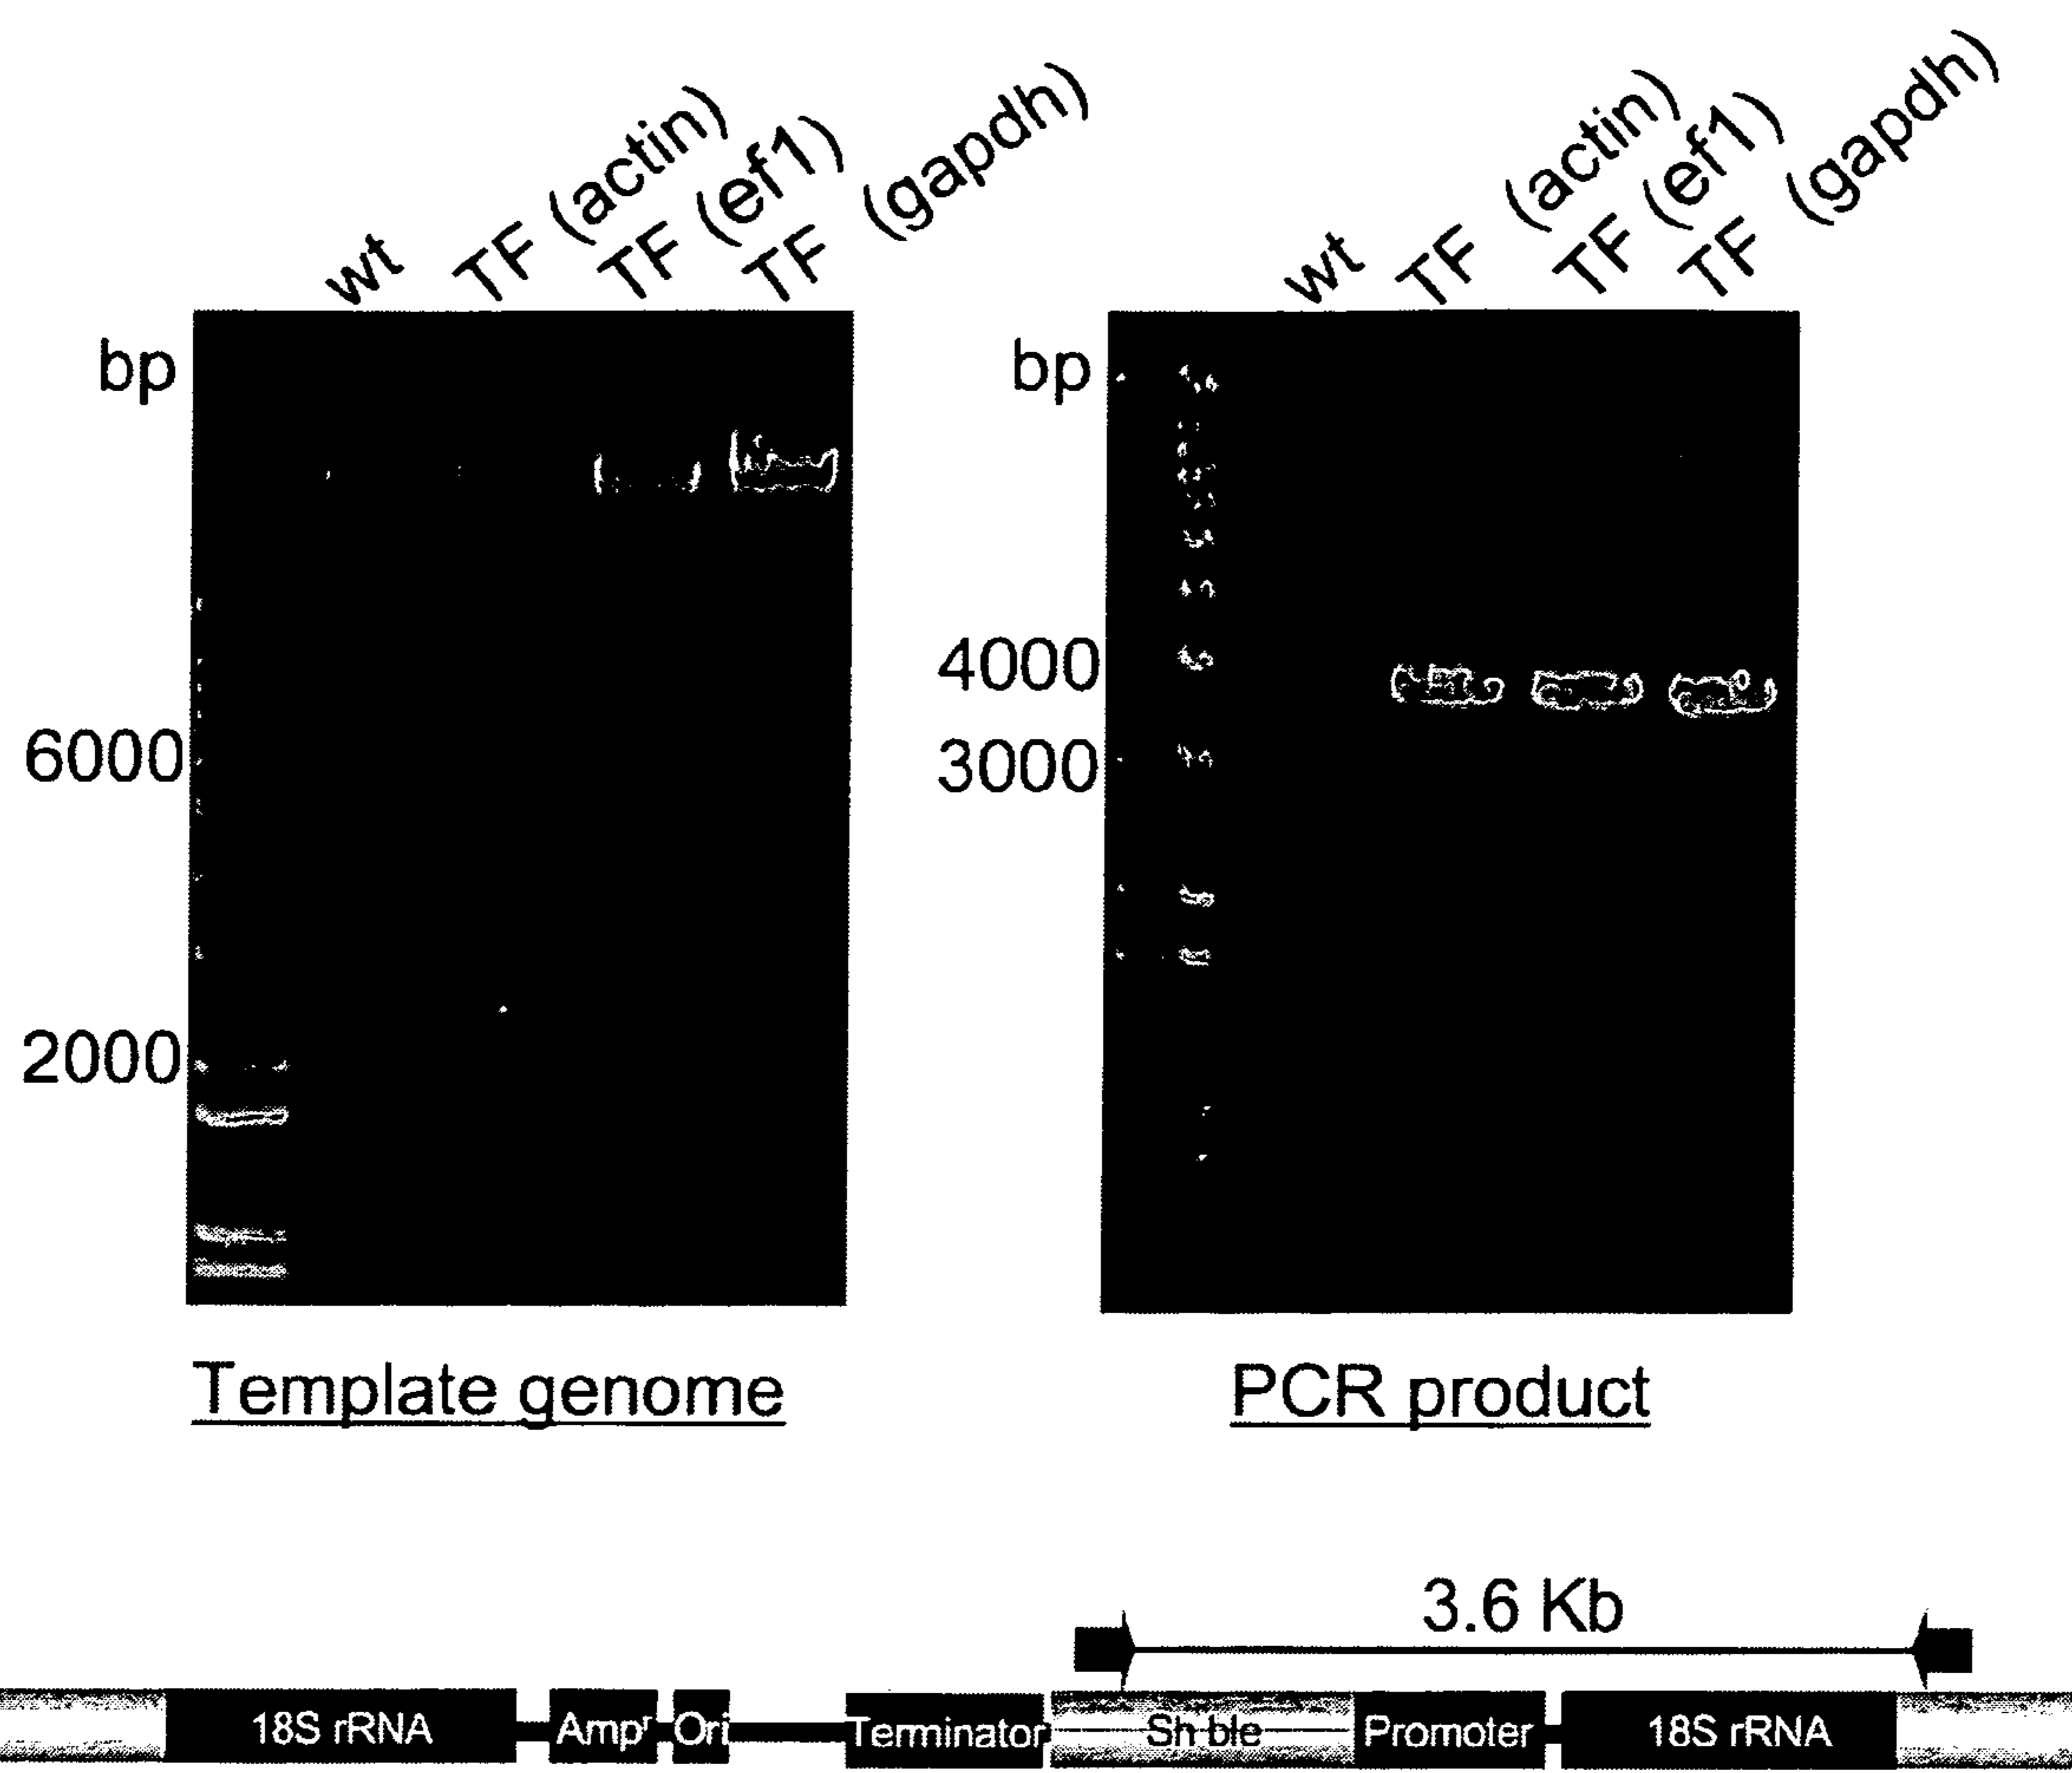 wt TF (actin) TF (ef1) TF (gapdh)
bp
6000
2000
Template genome
wt TF (actin) TF (ef1) TF (gapdh)
bp
4000
3000
PCR product
3.6 Kb
18S rRNA Ampʳ Ori Terminator Sh ble Promoter 18S rRNA